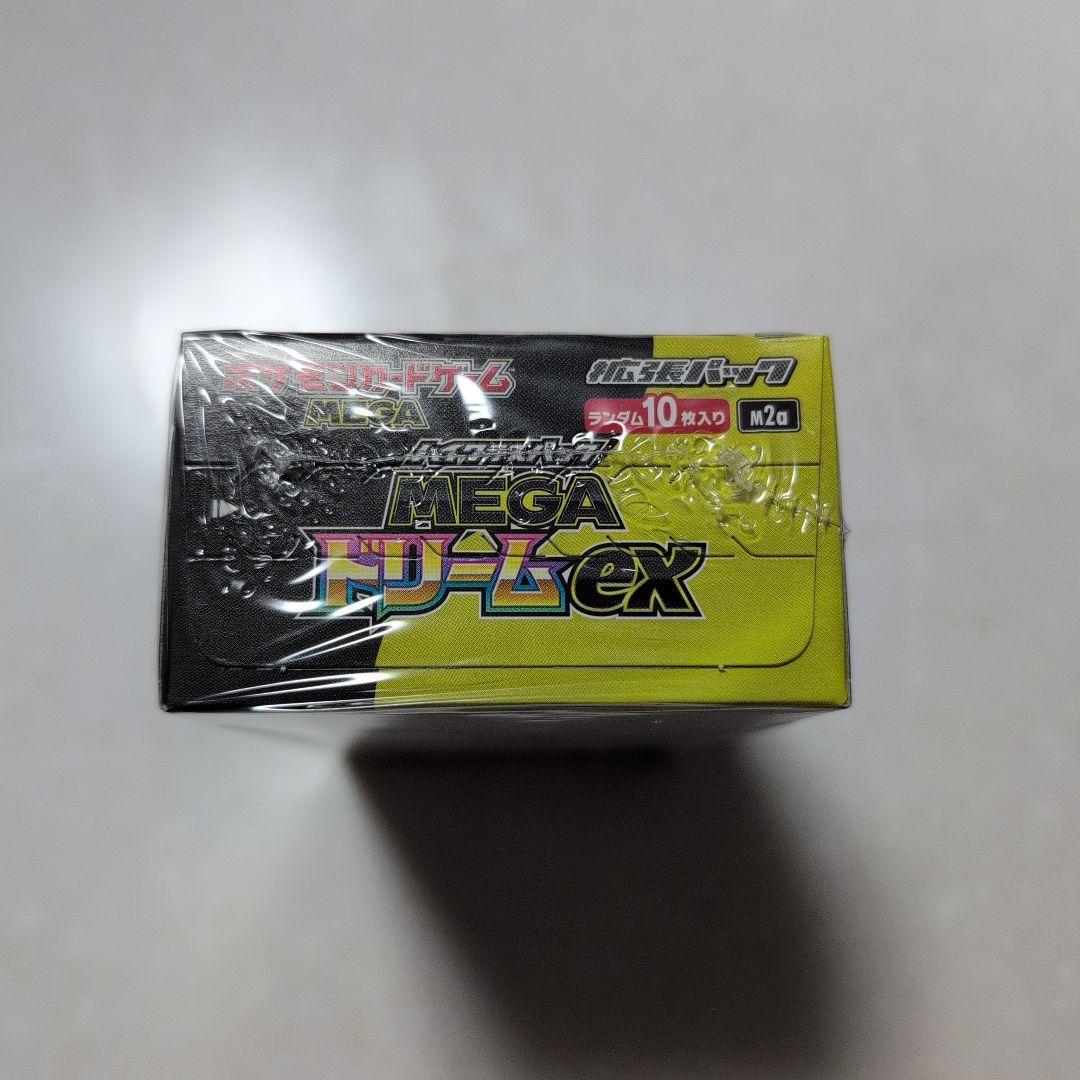 ポケモンカードゲーム
MEGA
拡張パック
ランダム10枚入り
M2a
ハイクラスパック
MEGA
ドリームex